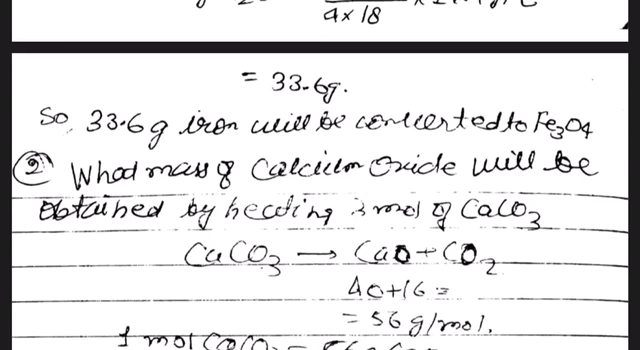 4 x 18
= 33.6g.
So, 33.6 g iron will be converted to Fe3O4
② What mass of Calcium Oxide will be
Obtained by heating 3 mol of CaCO3
CaCO3 → CaO + CO2
40+16 =
= 56 g/mol.
1 mol CaCO3 =